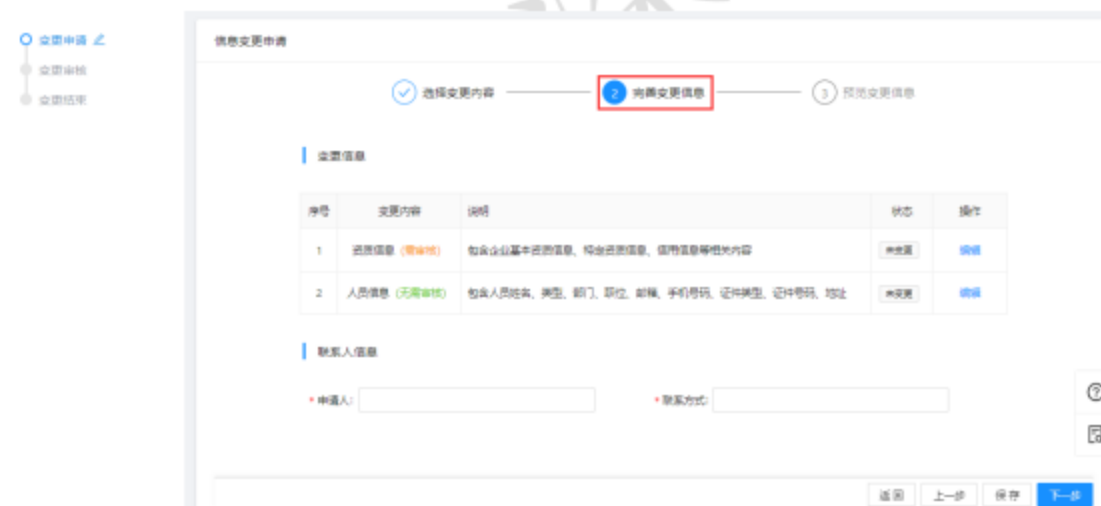 变更申请
变更审核
变更结束
信息变更申请
选择变更内容
2 完善变更信息
3 预览变更信息
变更信息
序号 变更内容 说明 状态 操作
1 资质信息 (需审核) 包含企业基本资质信息、特定资质信息、信用信息等相关内容 未变更 编辑
2 人员信息 (无需审核) 包含人员姓名、类型、部门、职位、邮箱、手机号码、证件类型、证件号码、地址 未变更 编辑
联系人信息
* 申请人: * 联系方式:
返回 上一步 保存 下一步